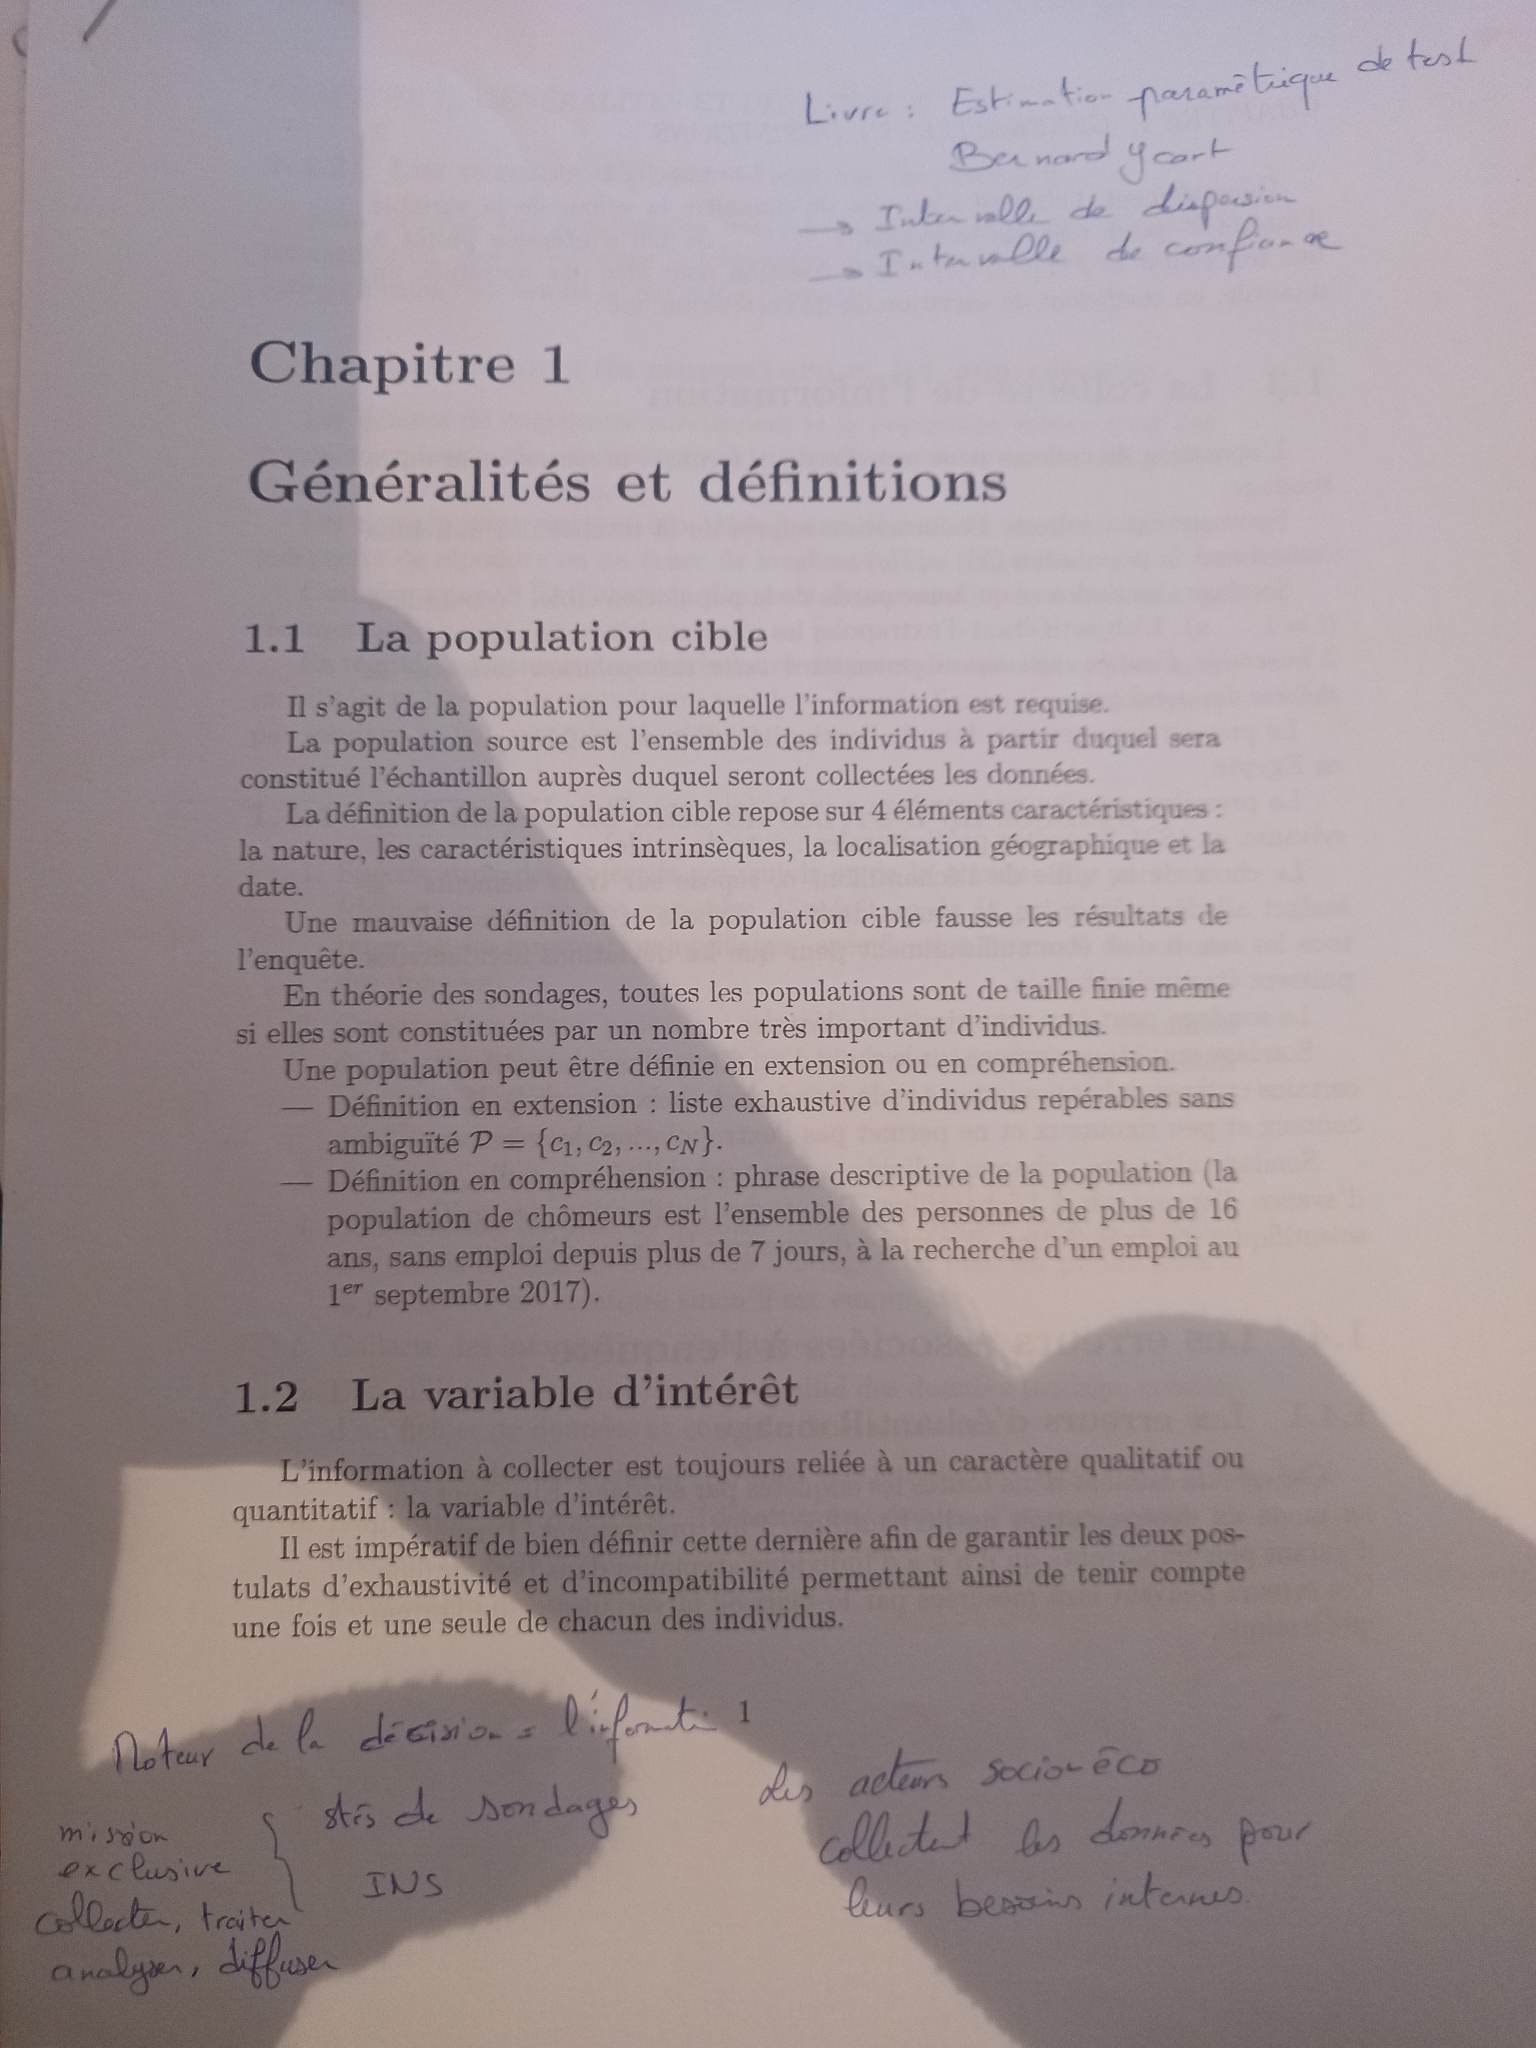 Livre : Estimation paramètrique de test
Bernard Ycart
→ Intervalle de dispersion
→ Intervalle de confiance
Chapitre 1
Généralités et définitions
1.1 La population cible
Il s'agit de la population pour laquelle l'information est requise.
La population source est l'ensemble des individus à partir duquel sera
constitué l'échantillon auprès duquel seront collectées les données.
La définition de la population cible repose sur 4 éléments caractéristiques :
la nature, les caractéristiques intrinsèques, la localisation géographique et la
date.
Une mauvaise définition de la population cible fausse les résultats de
l'enquête.
En théorie des sondages, toutes les populations sont de taille finie même
si elles sont constituées par un nombre très important d'individus.
Une population peut être définie en extension ou en compréhension.
— Définition en extension : liste exhaustive d'individus repérables sans
ambiguïté P = {c1, c2, ..., cN}.
— Définition en compréhension : phrase descriptive de la population (la
population de chômeurs est l'ensemble des personnes de plus de 16
ans, sans emploi depuis plus de 7 jours, à la recherche d'un emploi au
1er septembre 2017).
1.2 La variable d'intérêt
L'information à collecter est toujours reliée à un caractère qualitatif ou
quantitatif : la variable d'intérêt.
Il est impératif de bien définir cette dernière afin de garantir les deux pos-
tulats d'exhaustivité et d'incompatibilité permettant ainsi de tenir compte
une fois et une seule de chacun des individus.
1
Moteur de la décision = l'informati
stés de sondages
INS
mission
exclusive
collecter, traiter
analyser, diffuser
des acteurs socio-éco
collectent les données pour
leurs besoins internes.